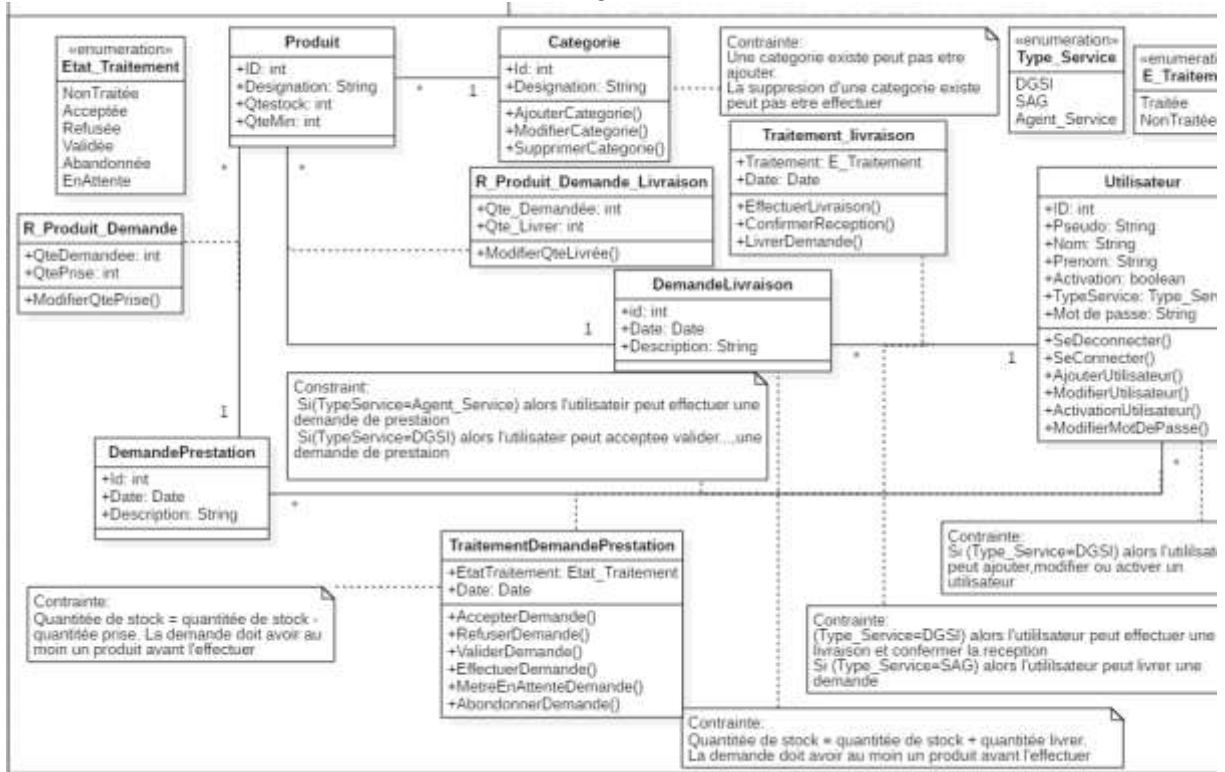 «enumeration»
Etat_Traitement
NonTraitée
Acceptée
Refusée
Validée
Abandonnée
EnAttente
Produit
+ID: int
+Designation: String
+Qtestock: int
+QteMin: int
*
1
Categorie
+Id: int
+Designation: String
+AjouterCategorie()
+ModifierCategorie()
+SupprimerCategorie()
Contrainte:
Une categorie existe peut pas etre
ajouter.
La suppresion d'une categorie existe
peut pas etre effectuer
«enumeration»
Type_Service
DGSI
SAG
Agent_Service
«enumerati
E_Traitem
Traitée
NonTraitée
Traitement_livraison
+Traitement: E_Traitement
+Date: Date
+EffectuerLivraison()
+ConfirmerReception()
+LivrerDemande()
*
*
R_Produit_Demande_Livraison
+Qte_Demandée: int
+Qte_Livrer: int
+ModifierQteLivrée()
Utilisateur
+ID: int
+Pseudo: String
+Nom: String
+Prenom: String
+Activation: boolean
+TypeService: Type_Serv
+Mot de passe: String
+SeDeconnecter()
+SeConnecter()
+AjouterUtilisateur()
+ModifierUtilisateur()
+ActivationUtilisateur()
+ModifierMotDePasse()
R_Produit_Demande
+QteDemandee: int
+QtePrise: int
+ModifierQtePrise()
DemandeLivraison
+id: int
+Date: Date
+Description: String
1
*
1
Constraint:
Si(TypeService=Agent_Service) alors l'utilisateir peut effectuer une
demande de prestaion
Si(TypeService=DGSI) alors l'utilisateir peut acceptee valider...,une
demande de prestaion
1
DemandePrestation
+Id: int
+Date: Date
+Description: String
*
*
TraitementDemandePrestation
+EtatTraitement: Etat_Traitement
+Date: Date
+AccepterDemande()
+RefuserDemande()
+ValiderDemande()
+EffectuerDemande()
+MetreEnAttenteDemande()
+AbondonnerDemande()
Contrainte:
Si (Type_Service=DGSI) alors l'utililsate
peut ajouter,modifier ou activer un
utilisateur
Contrainte:
Quantitée de stock = quantitée de stock -
quantitée prise. La demande doit avoir au
moin un produit avant l'effectuer
Contrainte:
(Type_Service=DGSI) alors l'utililsateur peut effectuer une
livraison et confermer la reception
Si (Type_Service=SAG) alors l'utililsateur peut livrer une
demande
Contrainte:
Quantitée de stock = quantitée de stock + quantitée livrer.
La demande doit avoir au moin un produit avant l'effectuer